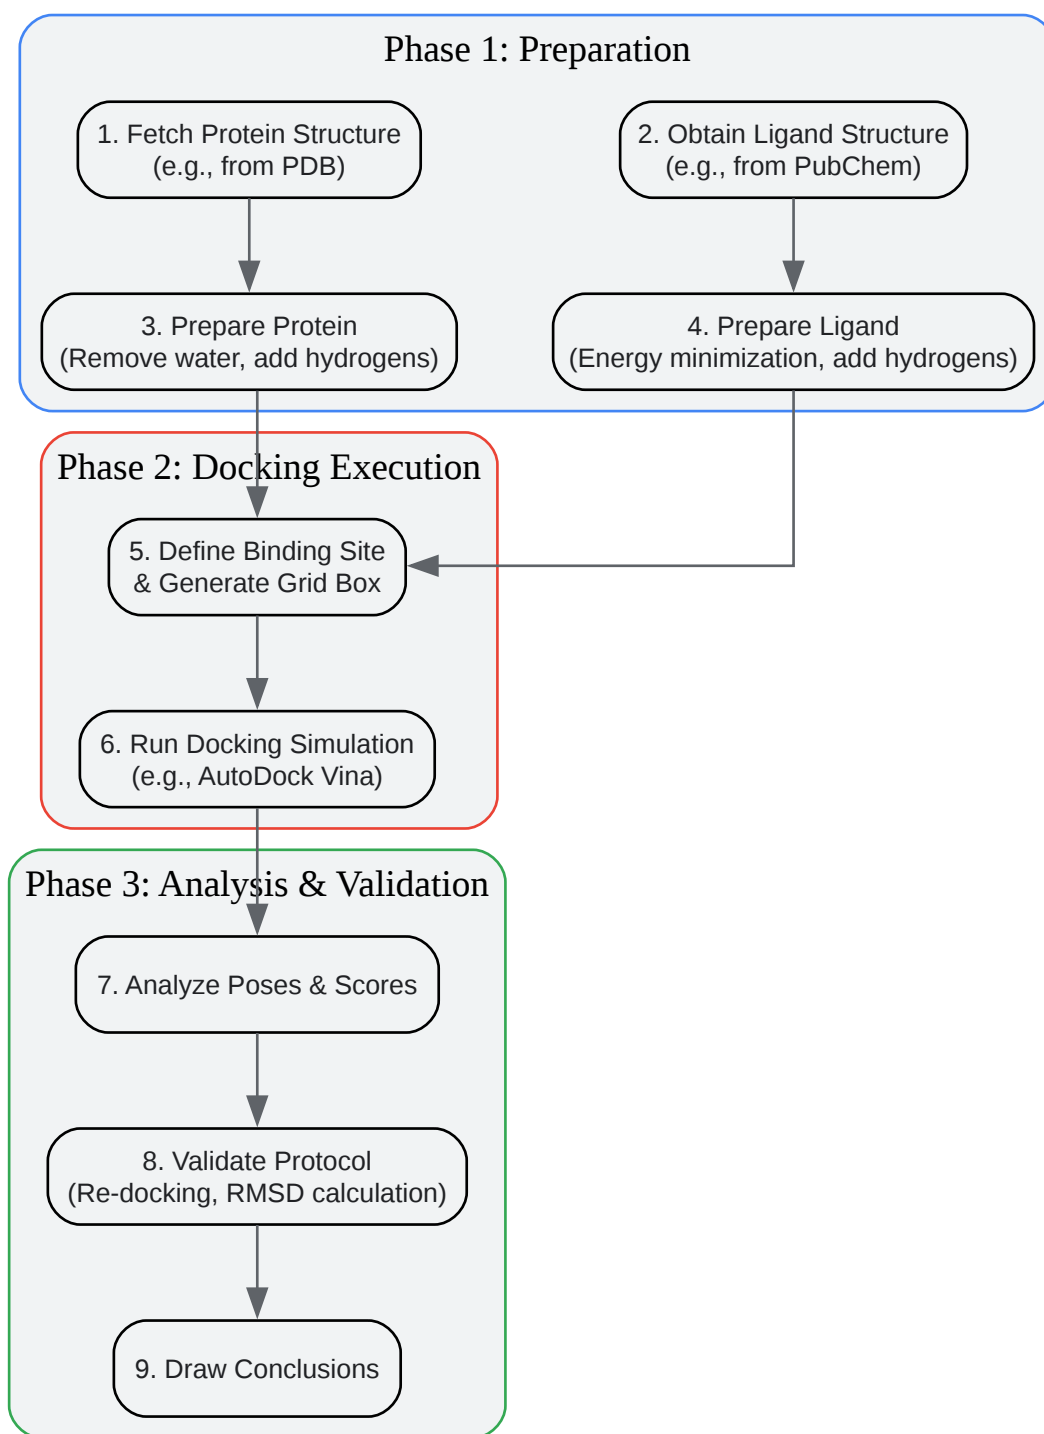 Phase 1: Preparation
1. Fetch Protein Structure
(e.g., from PDB)
2. Obtain Ligand Structure
(e.g., from PubChem)
3. Prepare Protein
(Remove water, add hydrogens)
4. Prepare Ligand
(Energy minimization, add hydrogens)
Phase 2: Docking Execution
5. Define Binding Site
& Generate Grid Box
6. Run Docking Simulation
(e.g., AutoDock Vina)
Phase 3: Analysis & Validation
7. Analyze Poses & Scores
8. Validate Protocol
(Re-docking, RMSD calculation)
9. Draw Conclusions